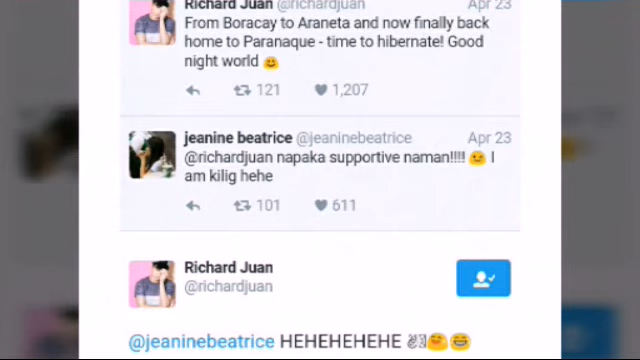 Richard Juan @richardjuan Apr 23
From Boracay to Araneta and now finally back
home to Paranaque - time to hibernate! Good
night world 😊
121 1,207
jeanine beatrice @jeaninebeatrice Apr 23
@richardjuan napaka supportive naman!!!! 😉 I
am kilig hehe
101 611
Richard Juan
@richardjuan
@jeaninebeatrice HEHEHEHEHE ✌🏻😊😂